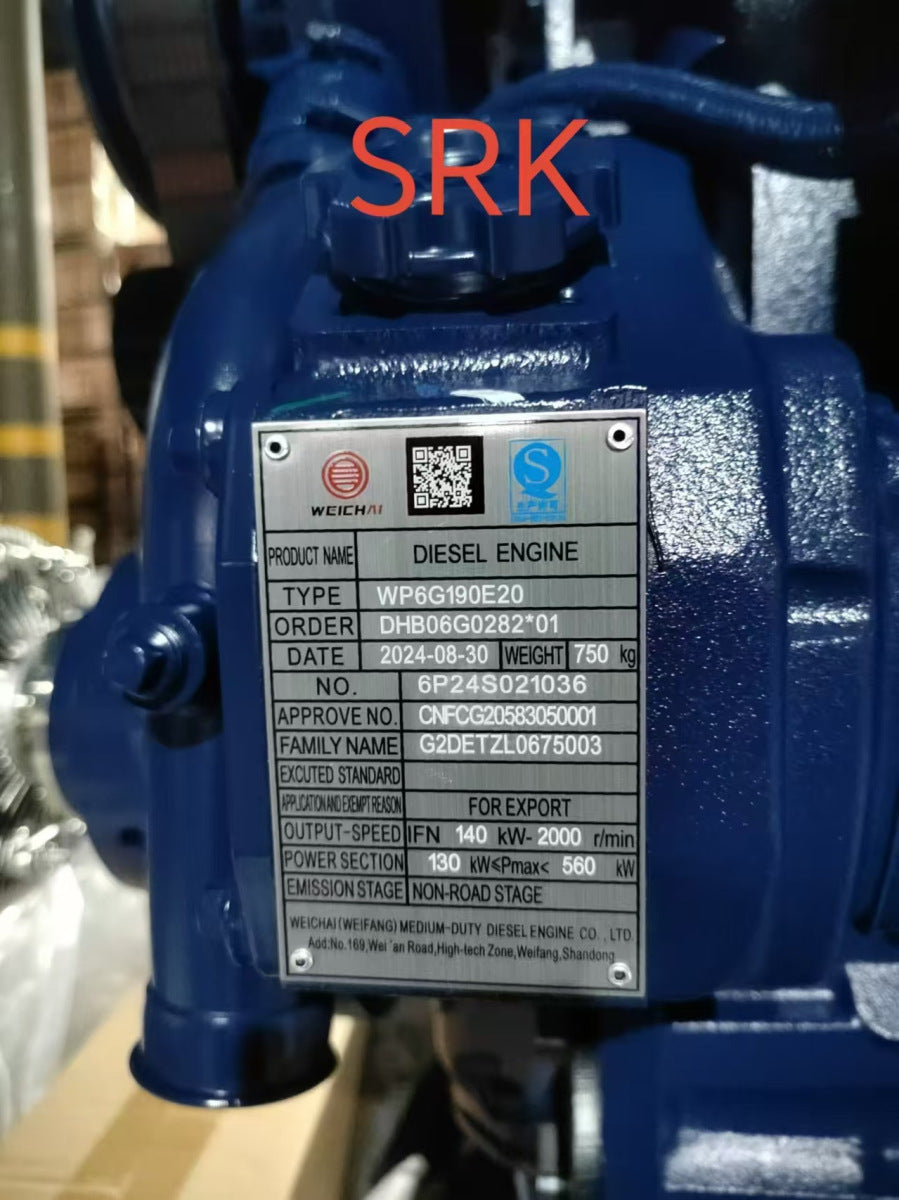 SRK
WEICHAI
S
PRODUCT NAME DIESEL ENGINE
TYPE WP6G190E20
ORDER DHB06G0282*01
DATE 2024-08-30 WEIGHT 750 kg
NO. 6P24S021036
APPROVE NO. CNFCG20583050001
FAMILY NAME G2DETZL0675003
EXCUTED STANDARD
APPLICATION AND EXEMPT REASON FOR EXPORT
OUTPUT-SPEED IFN 140 kW- 2000 r/min
POWER SECTION 130 kW≤Pmax< 560 kW
EMISSION STAGE NON-ROAD STAGE
WEICHAI(WEIFANG) MEDIUM-DUTY DIESEL ENGINE CO., LTD.
Add:No.169,Wei´an Road,High-tech Zone,Weifang,Shandong